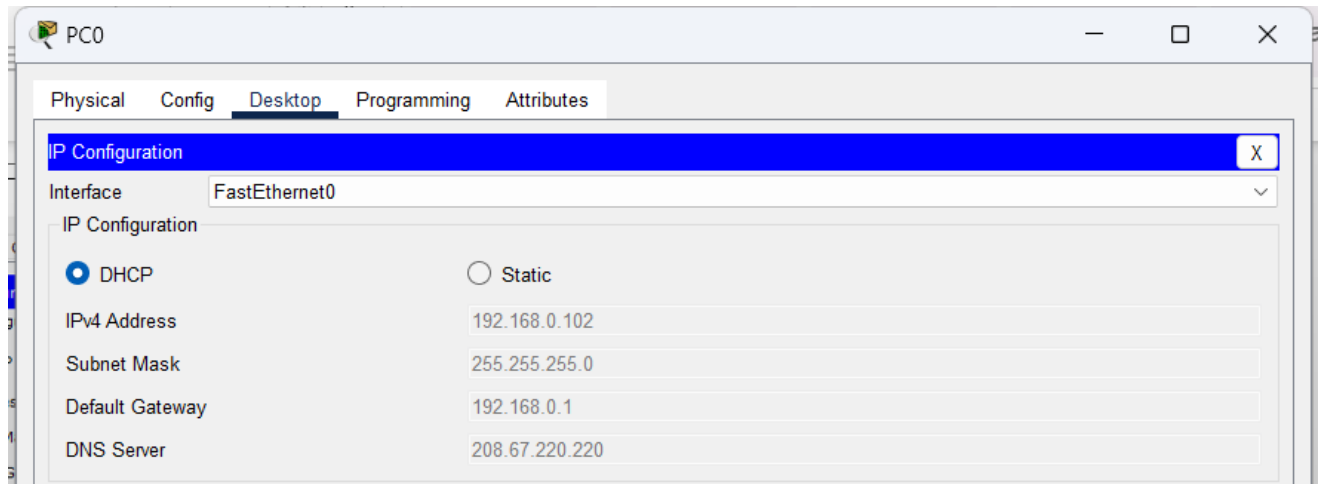 PC0
Physical Config Desktop Programming Attributes
IP Configuration X
Interface FastEthernet0
IP Configuration
DHCP Static
IPv4 Address 192.168.0.102
Subnet Mask 255.255.255.0
Default Gateway 192.168.0.1
DNS Server 208.67.220.220